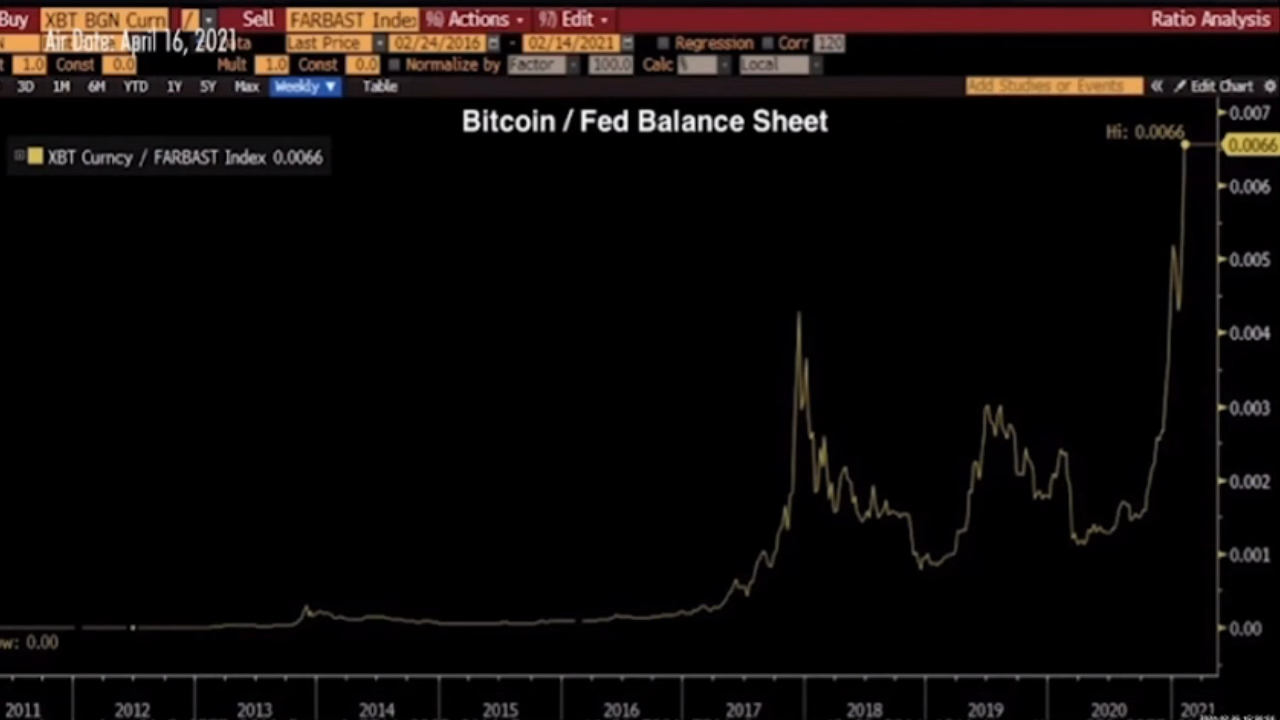 Buy XBT BGN Curn / Sell FARBAST Index 96) Actions 97) Edit Ratio Analysis
Air Date: April 16, 2021
Last Price 02/24/2016 - 02/14/2021 Regression Corr 120
1.0 Const 0.0 Mult 1.0 Const 0.0 Normalize by Factor 100.0 Calc % Local
3D 1M 6M YTD 1Y 5Y Max Weekly ▼ Table Add Studies or Events « Edit Chart
Bitcoin / Fed Balance Sheet
XBT Curncy / FARBAST Index 0.0066
Hi: 0.0066
0.007
0.0066
0.006
0.005
0.004
0.003
0.002
0.001
0.00
ow: 0.00
2011 2012 2013 2014 2015 2016 2017 2018 2019 2020 2021